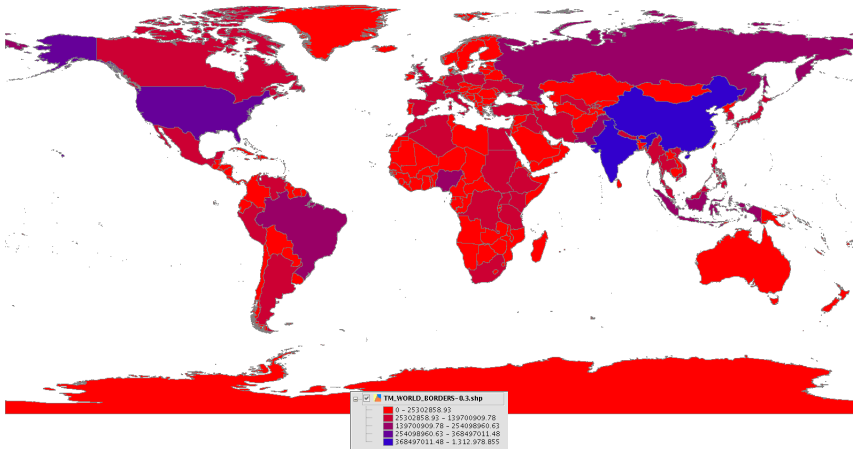 TM_WORLD_BORDERS-0.3.shp
0 - 25302858.93
25302858.93 - 139700909.78
139700909.78 - 254098960.63
254098960.63 - 368497011.48
368497011.48 - 1.312.978.855